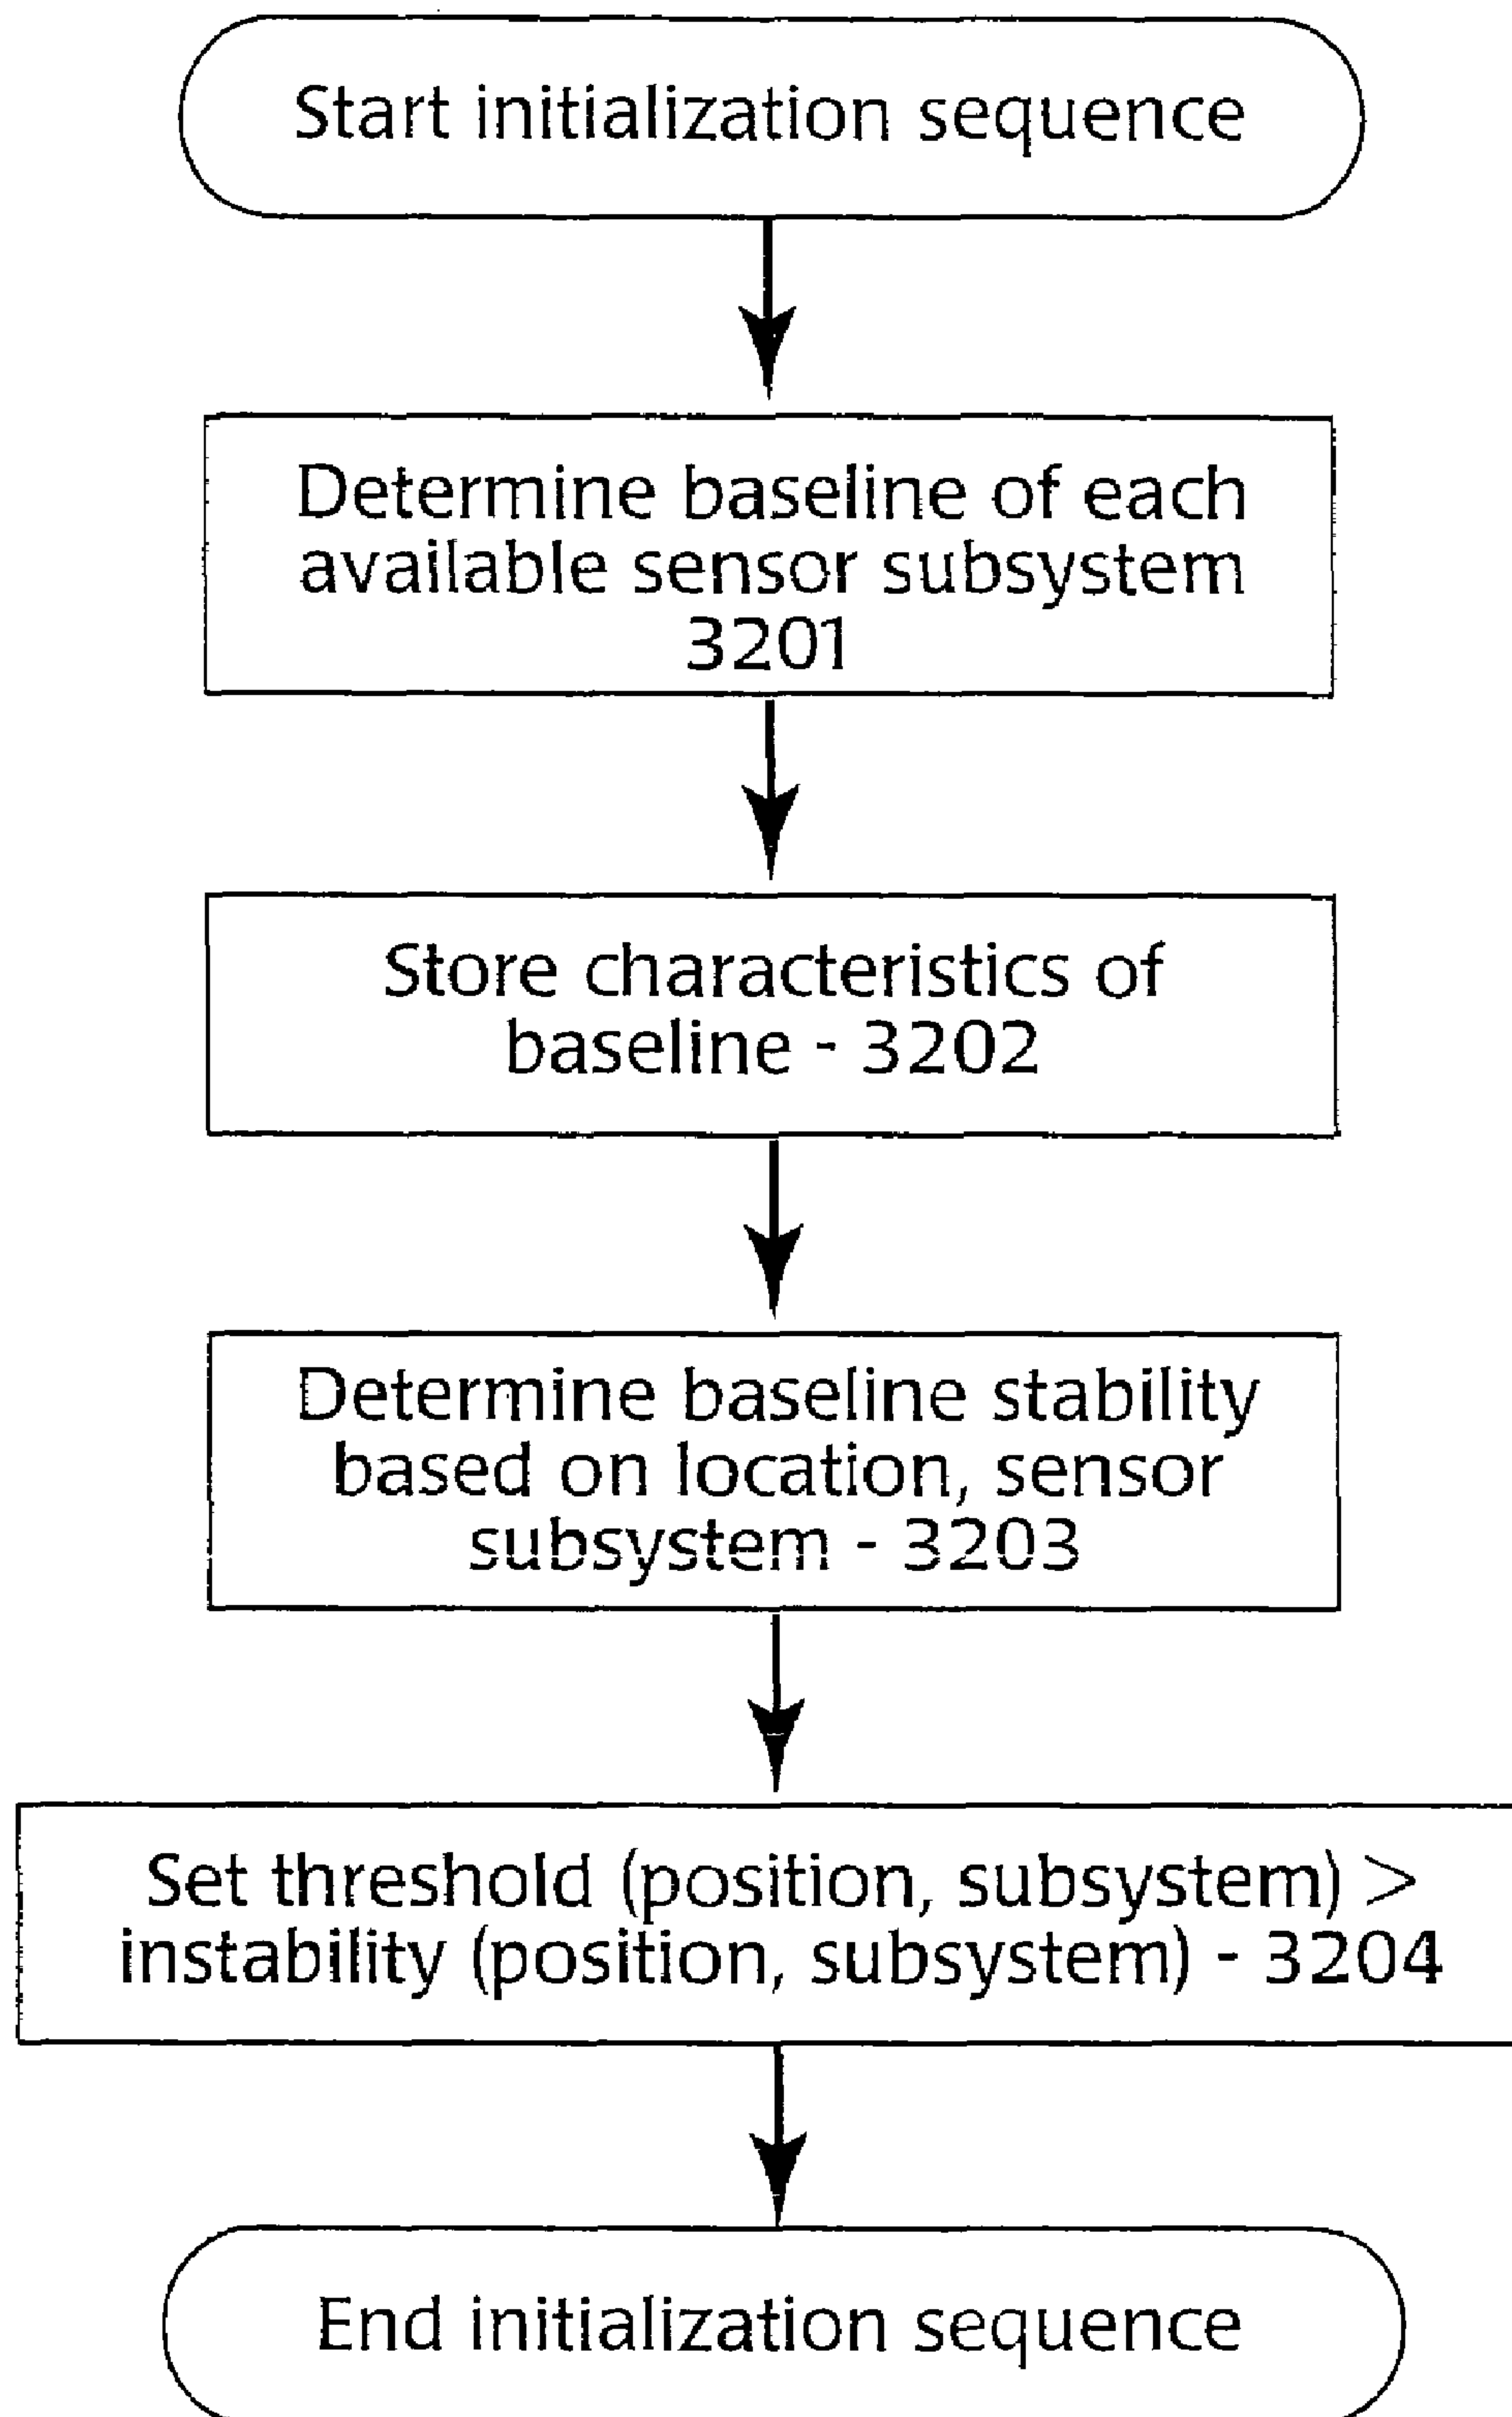 Start initialization sequence
Determine baseline of each
available sensor subsystem
3201
Store characteristics of
baseline - 3202
Determine baseline stability
based on location, sensor
subsystem - 3203
Set threshold (position, subsystem) >
instability (position, subsystem) - 3204
End initialization sequence